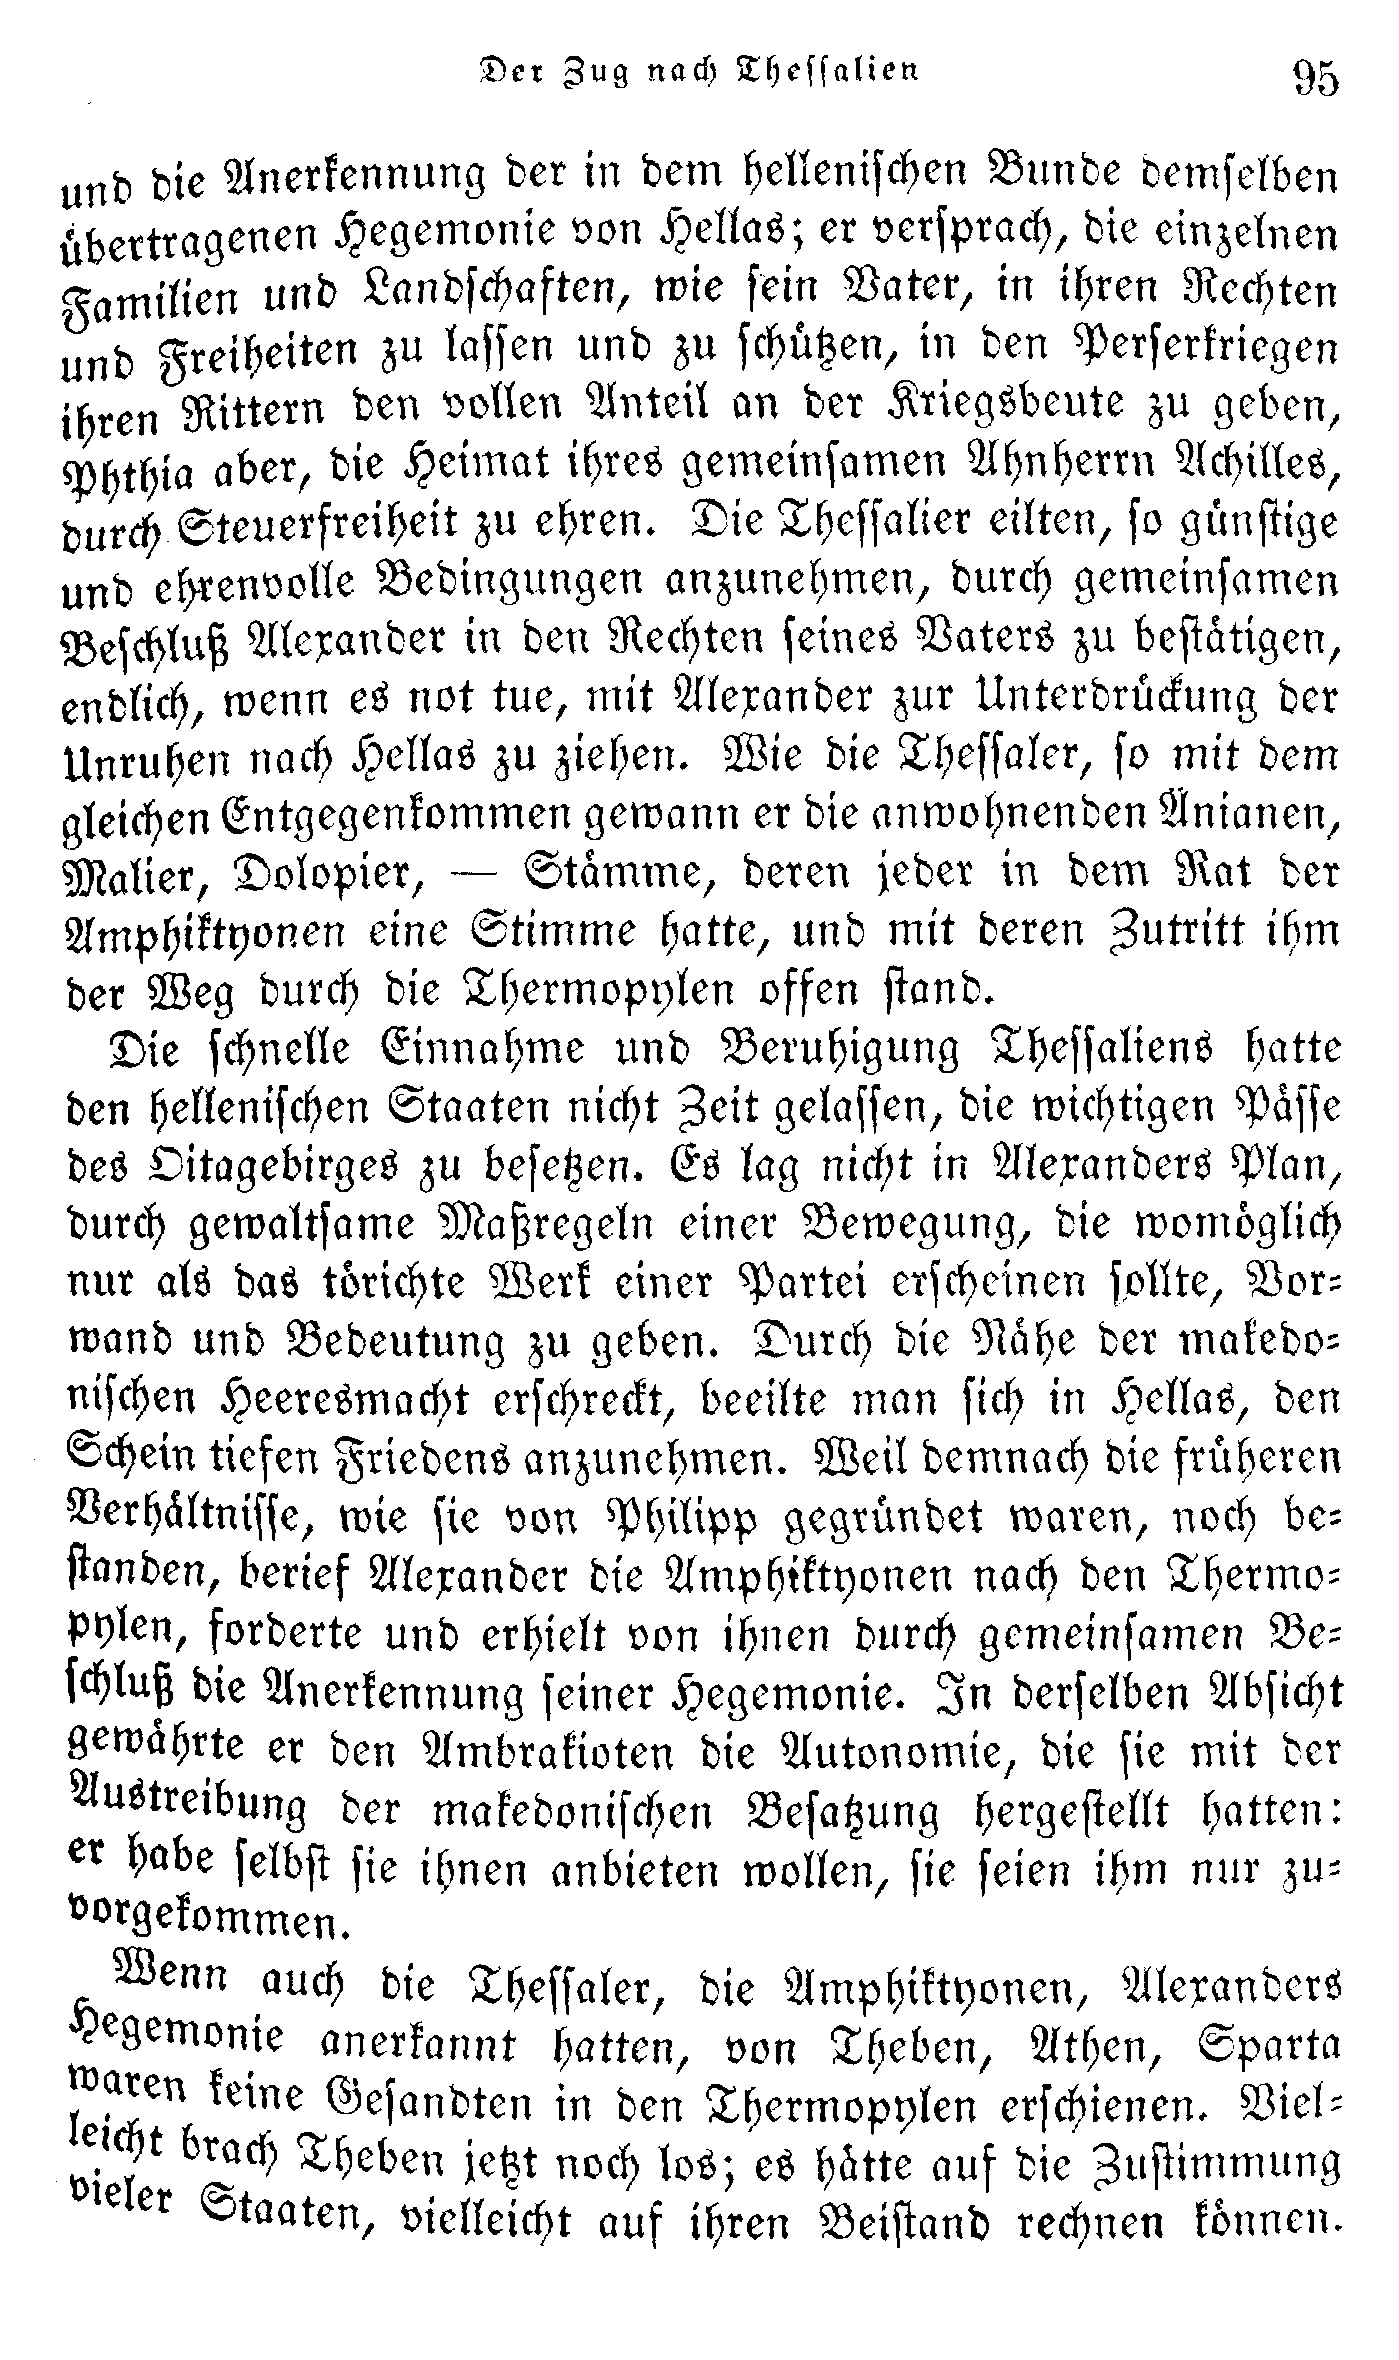 Der Zug nach Thessalien 95
und die Anerkennung der in dem hellenischen Bunde demselben
übertragenen Hegemonie von Hellas; er versprach, die einzelnen
Familien und Landschaften, wie sein Vater, in ihren Rechten
und Freiheiten zu lassen und zu schützen, in den Perserkriegen
ihren Rittern den vollen Anteil an der Kriegsbeute zu geben,
Phthia aber, die Heimat ihres gemeinsamen Ahnherrn Achilles,
durch Steuerfreiheit zu ehren. Die Thessalier eilten, so günstige
und ehrenvolle Bedingungen anzunehmen, durch gemeinsamen
Beschluß Alexander in den Rechten seines Vaters zu bestätigen,
endlich, wenn es not tue, mit Alexander zur Unterdrückung der
Unruhen nach Hellas zu ziehen. Wie die Thessaler, so mit dem
gleichen Entgegenkommen gewann er die anwohnenden Änianen,
Malier, Dolopier, — Stämme, deren jeder in dem Rat der
Amphiktyonen eine Stimme hatte, und mit deren Zutritt ihm
der Weg durch die Thermopylen offen stand.
Die schnelle Einnahme und Beruhigung Thessaliens hatte
den hellenischen Staaten nicht Zeit gelassen, die wichtigen Pässe
des Oitagebirges zu besetzen. Es lag nicht in Alexanders Plan,
durch gewaltsame Maßregeln einer Bewegung, die womöglich
nur als das törichte Werk einer Partei erscheinen sollte, Vor-
wand und Bedeutung zu geben. Durch die Nähe der makedo-
nischen Heeresmacht erschreckt, beeilte man sich in Hellas, den
Schein tiefen Friedens anzunehmen. Weil demnach die früheren
Verhältnisse, wie sie von Philipp gegründet waren, noch be-
standen, berief Alexander die Amphiktyonen nach den Thermo-
pylen, forderte und erhielt von ihnen durch gemeinsamen Be-
schluß die Anerkennung seiner Hegemonie. In derselben Absicht
gewährte er den Ambrakioten die Autonomie, die sie mit der
Austreibung der makedonischen Besatzung hergestellt hatten:
er habe selbst sie ihnen anbieten wollen, sie seien ihm nur zu-
vorgekommen.
Wenn auch die Thessaler, die Amphiktyonen, Alexanders
Hegemonie anerkannt hatten, von Theben, Athen, Sparta
waren keine Gesandten in den Thermopylen erschienen. Viel-
leicht brach Theben jetzt noch los; es hätte auf die Zustimmung
vieler Staaten, vielleicht auf ihren Beistand rechnen können.